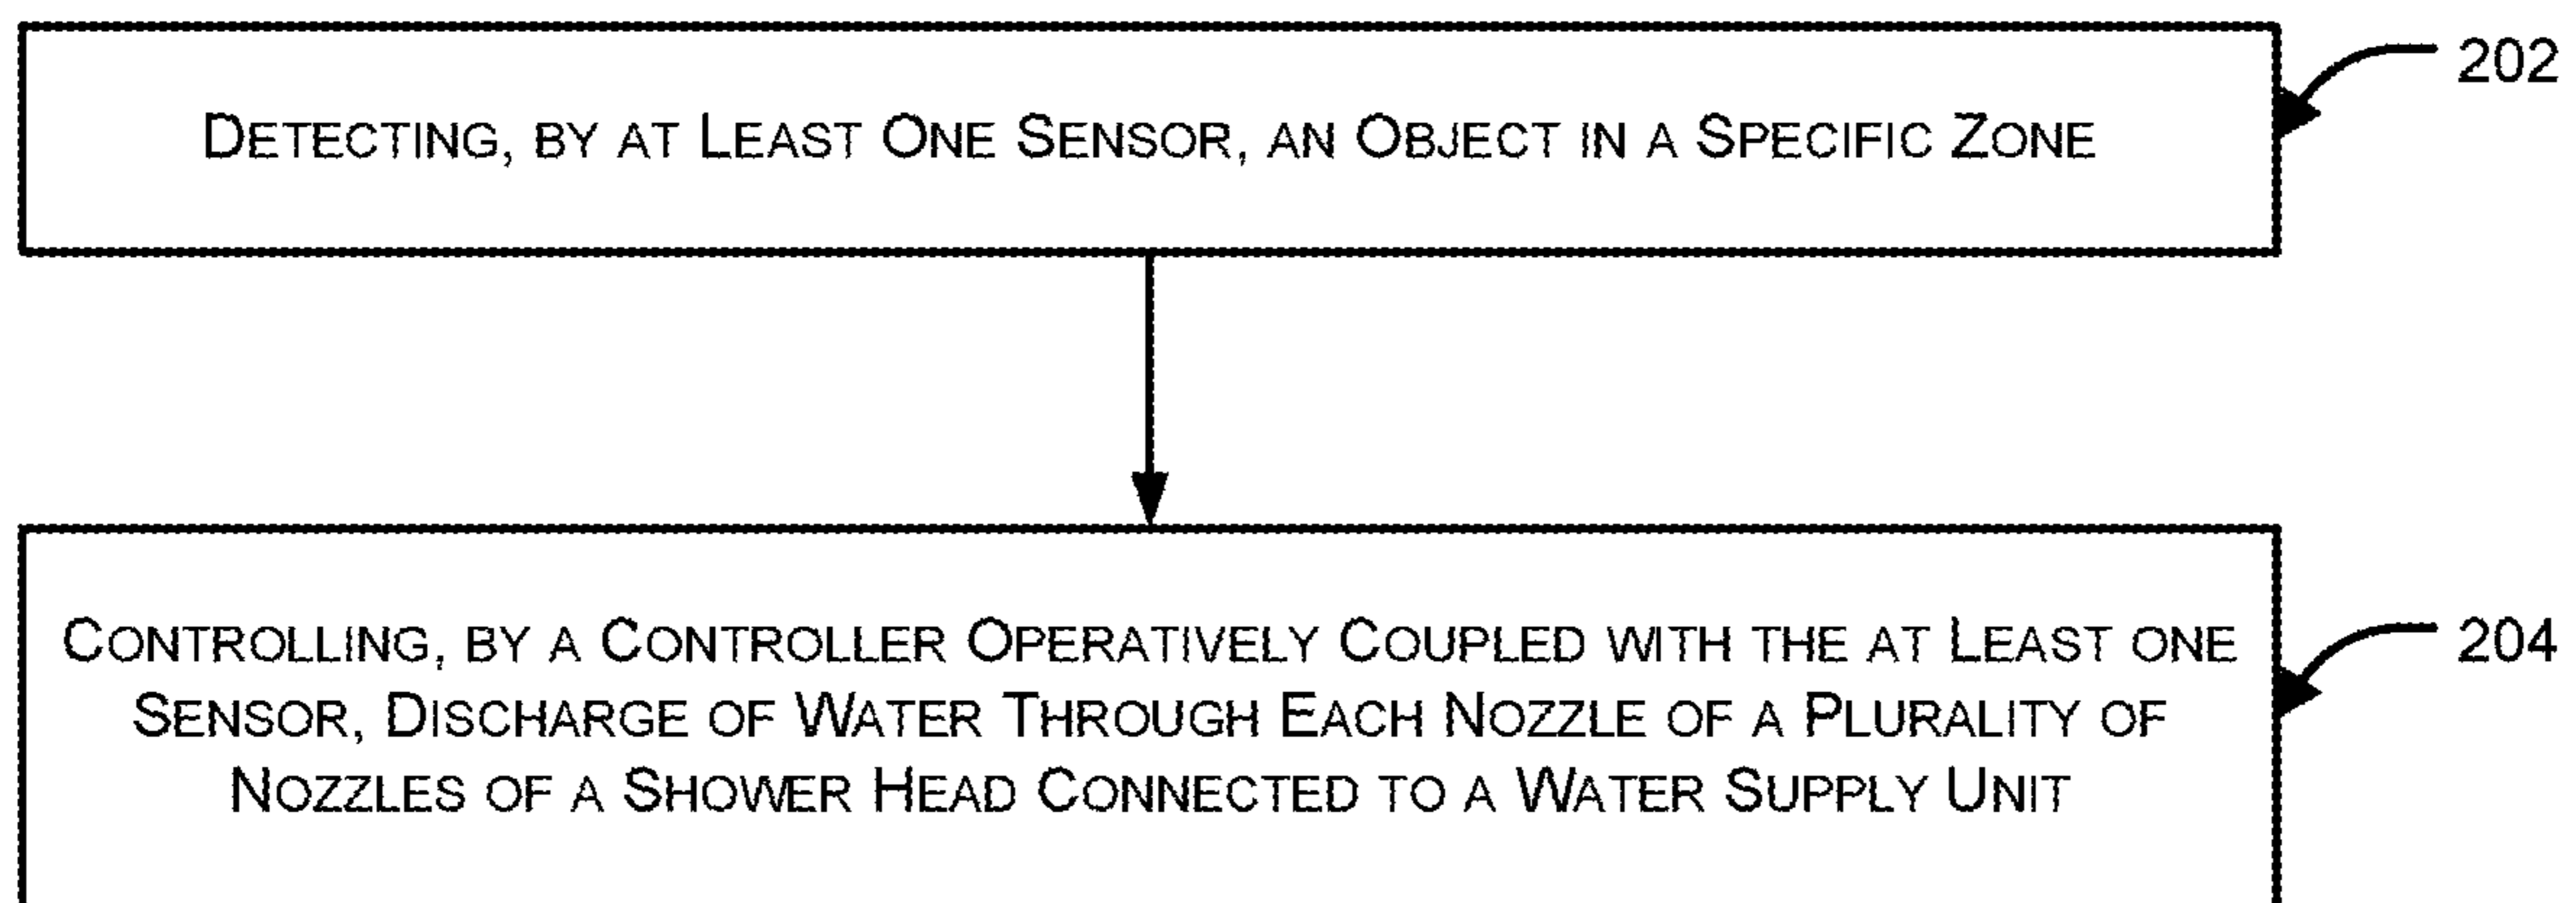 DETECTING, BY AT LEAST ONE SENSOR, AN OBJECT IN A SPECIFIC ZONE
202
CONTROLLING, BY A CONTROLLER OPERATIVELY COUPLED WITH THE AT LEAST ONE
SENSOR, DISCHARGE OF WATER THROUGH EACH NOZZLE OF A PLURALITY OF
NOZZLES OF A SHOWER HEAD CONNECTED TO A WATER SUPPLY UNIT
204